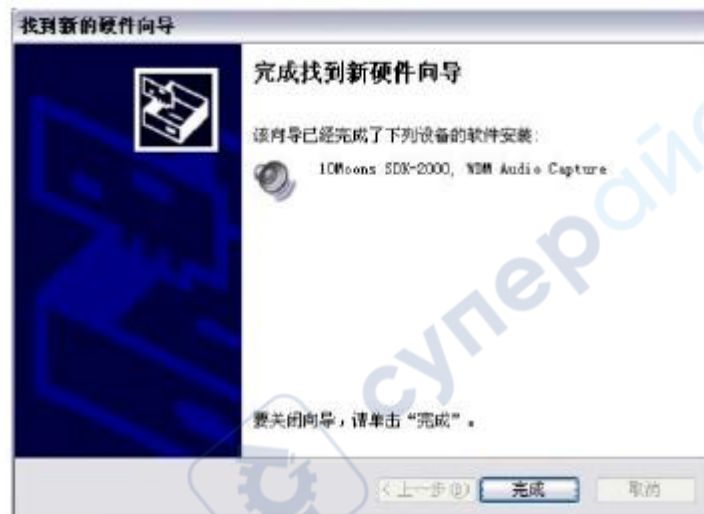 找到新的硬件向导
完成找到新硬件向导
该向导已经完成了下列设备的软件安装:
10Moons SDK-2000, WDM Audio Capture
要关闭向导，请单击“完成”。
<上一步(B) 完成 取消
супер